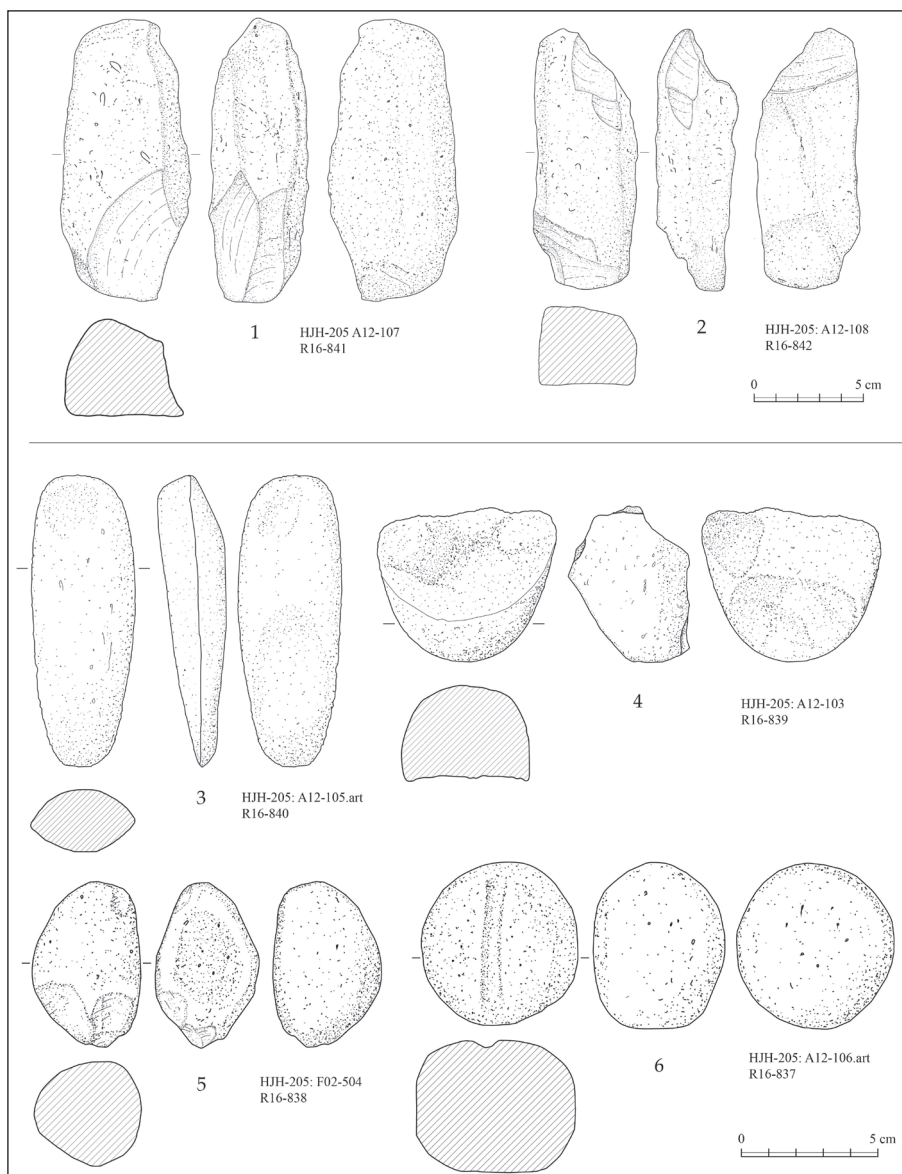 1
HJH-205 A12-107
R16-841
2
HJH-205: A12-108
R16-842
0 5 cm
3
HJH-205: A12-105.art
R16-840
4
HJH-205: A12-103
R16-839
5
HJH-205: F02-504
R16-838
6
HJH-205: A12-106.art
R16-837
0 5 cm